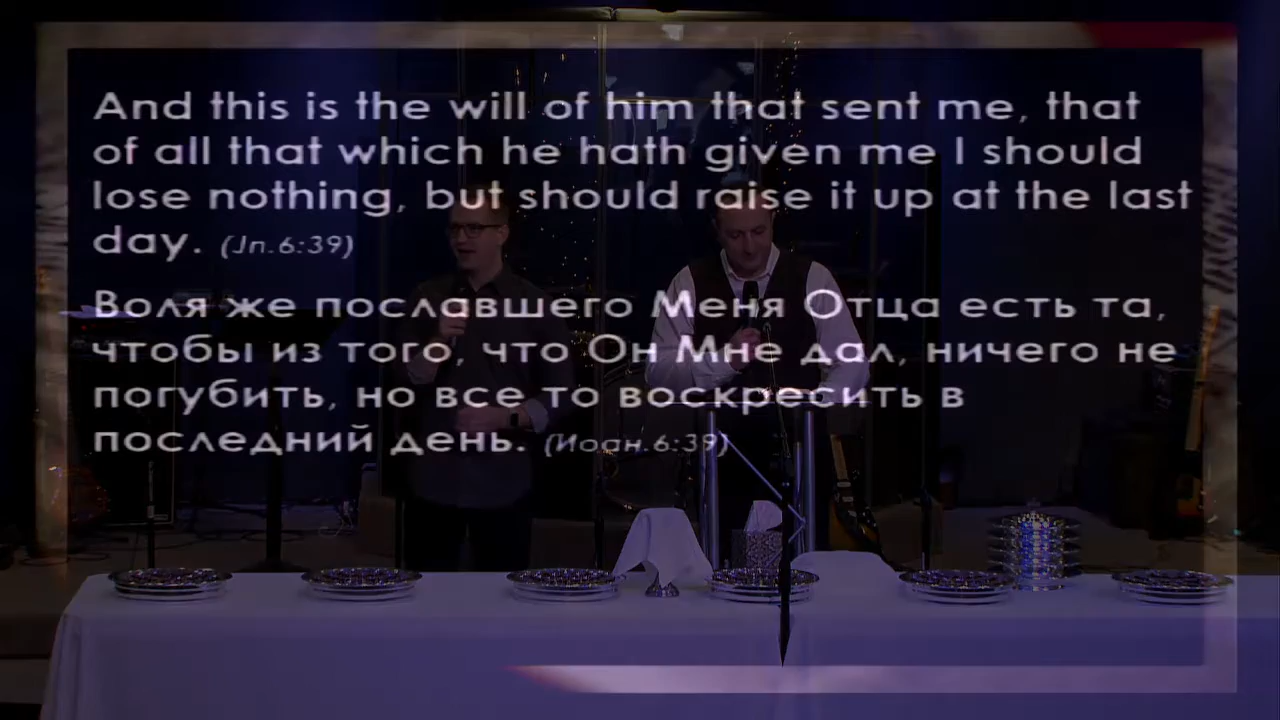 And this is the will of him that sent me, that
of all that which he hath given me I should
lose nothing, but should raise it up at the last
day. (Jn.6:39)
Воля же пославшего Меня Отца есть та,
чтобы из того, что Он Мне дал, ничего не
погубить, но все то воскресить в
последний день. (Иоан.6:39)